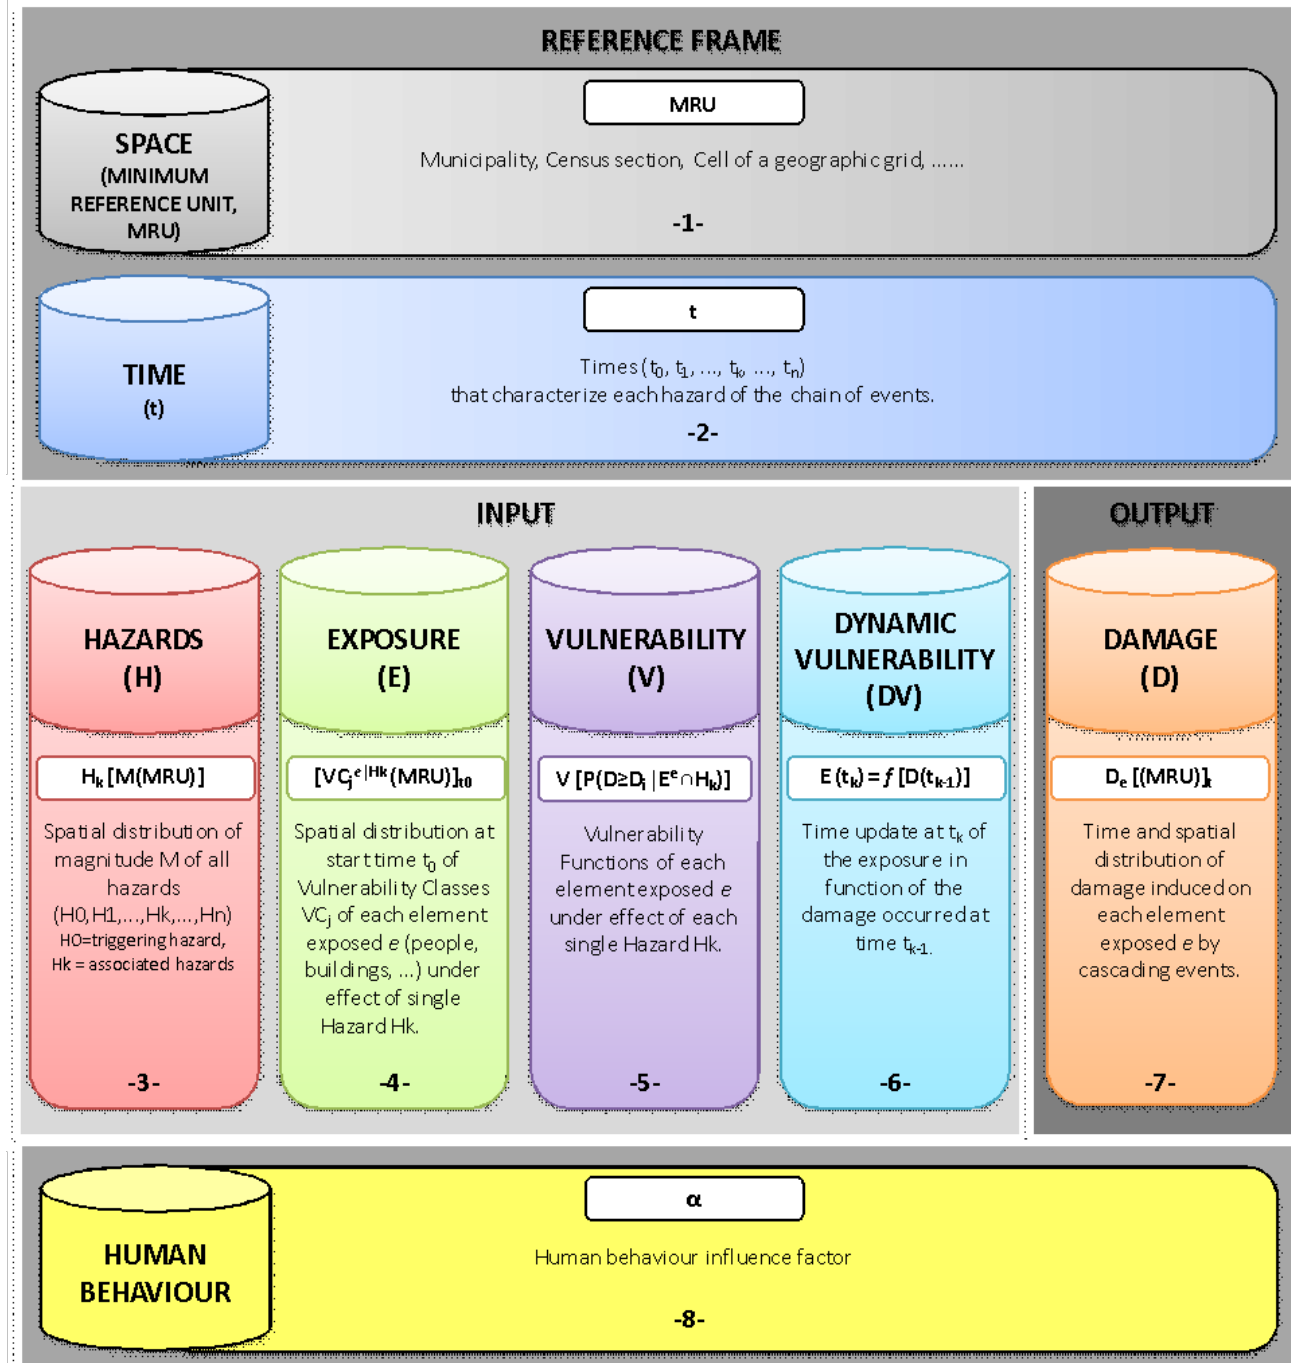 REFERENCE FRAME
SPACE
(MINIMUM
REFERENCE UNIT,
MRU)
MRU
Municipality, Census section, Cell of a geographic grid, ......
-1-
TIME
(t)
t
Times (t₀, t₁, ..., tₖ, ..., tₙ)
that characterize each hazard of the chain of events.
-2-
INPUT
HAZARDS
(H)
Hₖ [M(MRU)]
Spatial distribution of
magnitude M of all
hazards
(H0,H1,...,Hk,...,Hn)
H0=triggering hazard,
Hk = associated hazards
-3-
EXPOSURE
(E)
[VCⱼᵉ|ᴴᵏ(MRU)]ₜ₀
Spatial distribution at
start time t₀ of
Vulnerability Classes
VCⱼ of each element
exposed e (people,
buildings, ...) under
effect of single
Hazard Hk.
-4-
VULNERABILITY
(V)
V [P(D≥Dᵢ|Eᵉ∩Hₖ)]
Vulnerability
Functions of each
element exposed e
under effect of each
single Hazard Hk.
-5-
DYNAMIC
VULNERABILITY
(DV)
E (tₖ) = f [D(tₖ₋₁)]
Time update at tₖ of
the exposure in
function of the
damage occurred at
time tₖ₋₁.
-6-
OUTPUT
DAMAGE
(D)
Dₑ [(MRU)]ₜ
Time and spatial
distribution of
damage induced on
each element
exposed e by
cascading events.
-7-
HUMAN
BEHAVIOUR
α
Human behaviour influence factor
-8-